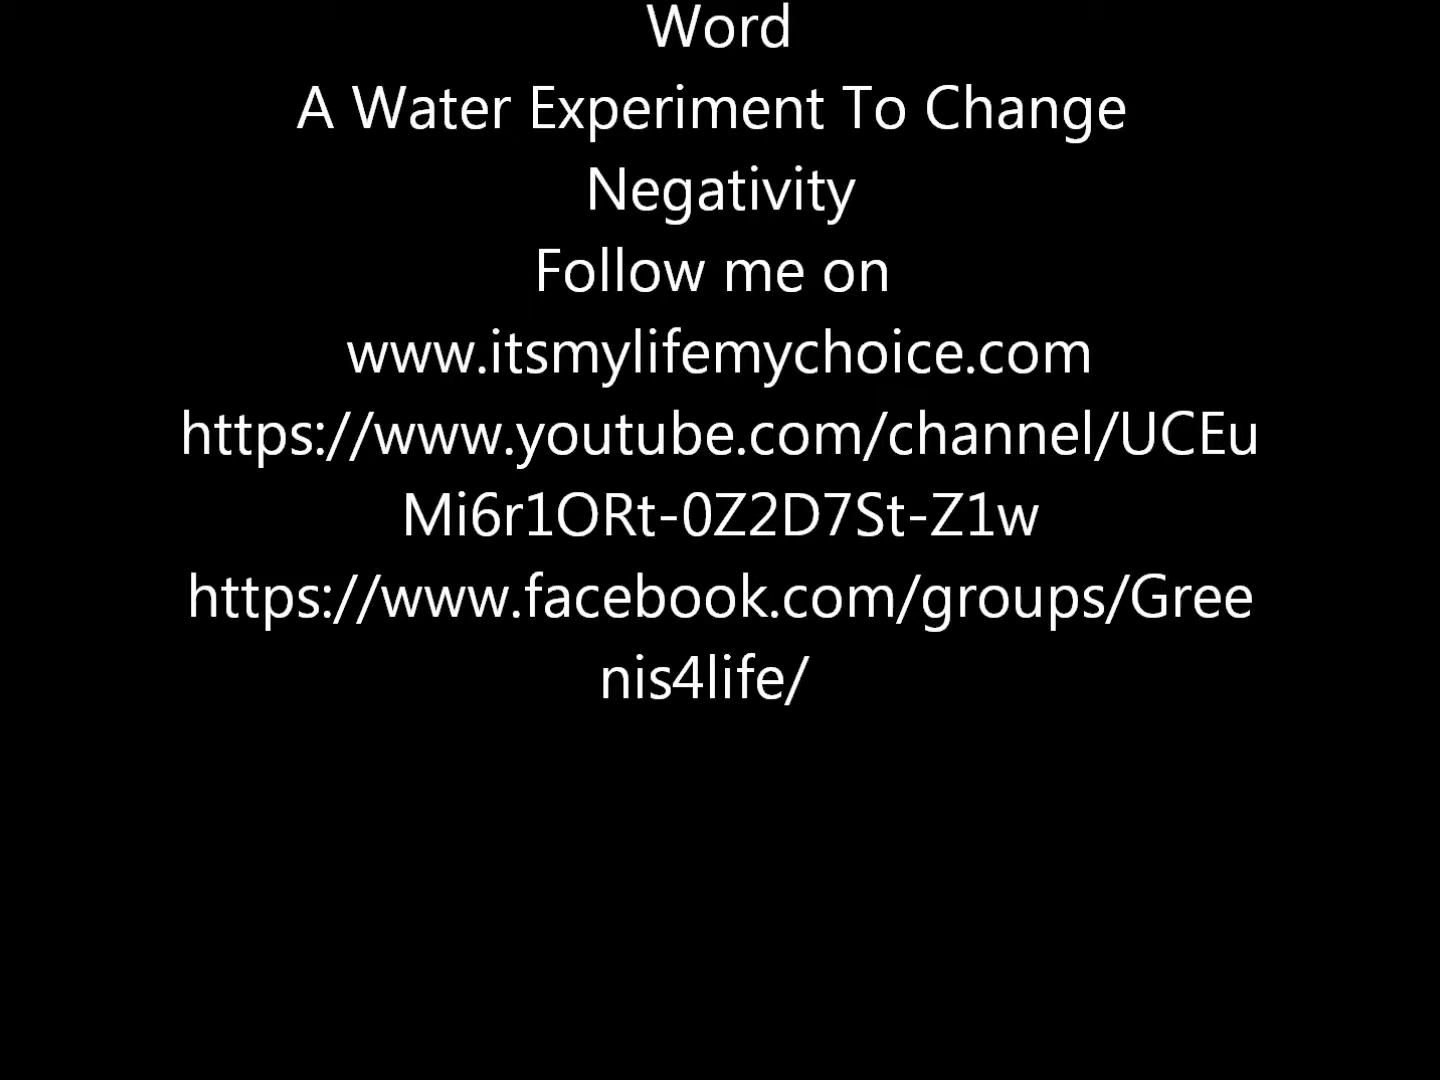 Word
A Water Experiment To Change
Negativity
Follow me on
www.itsmylifemychoice.com
https://www.youtube.com/channel/UCEu
Mi6r1ORt-0Z2D7St-Z1w
https://www.facebook.com/groups/Gree
nis4life/